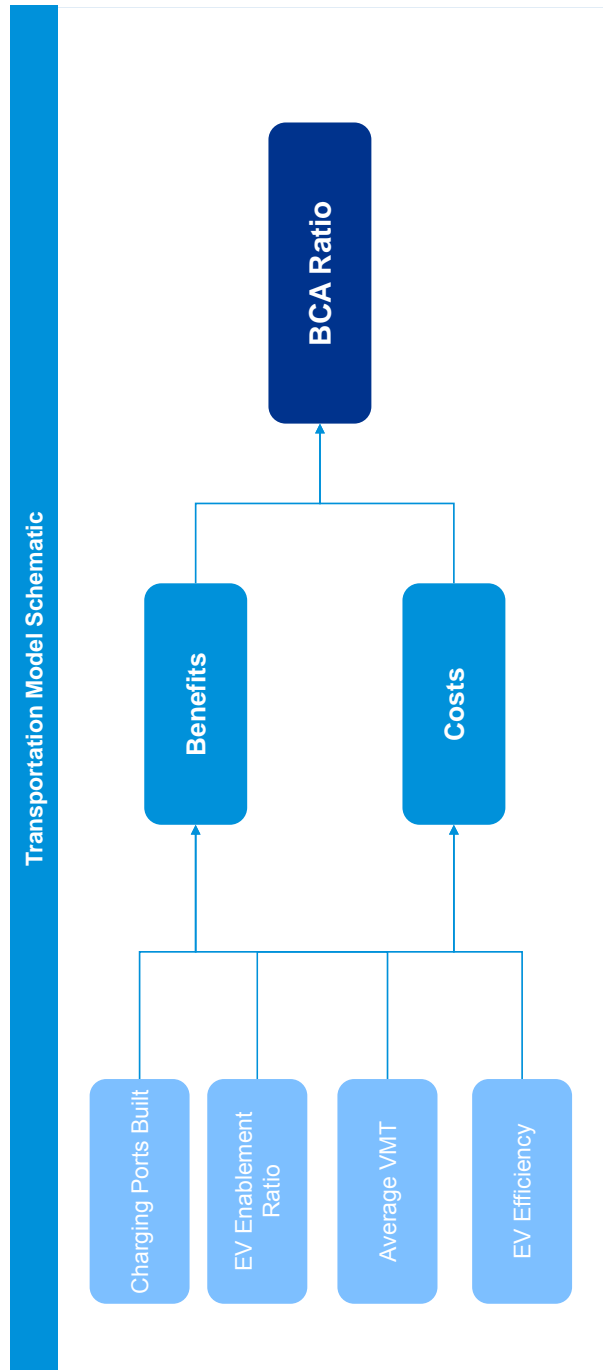 Transportation Model Schematic
Charging Ports Built
EV Enablement
Ratio
Average VMT
EV Efficiency
Benefits
Costs
BCA Ratio